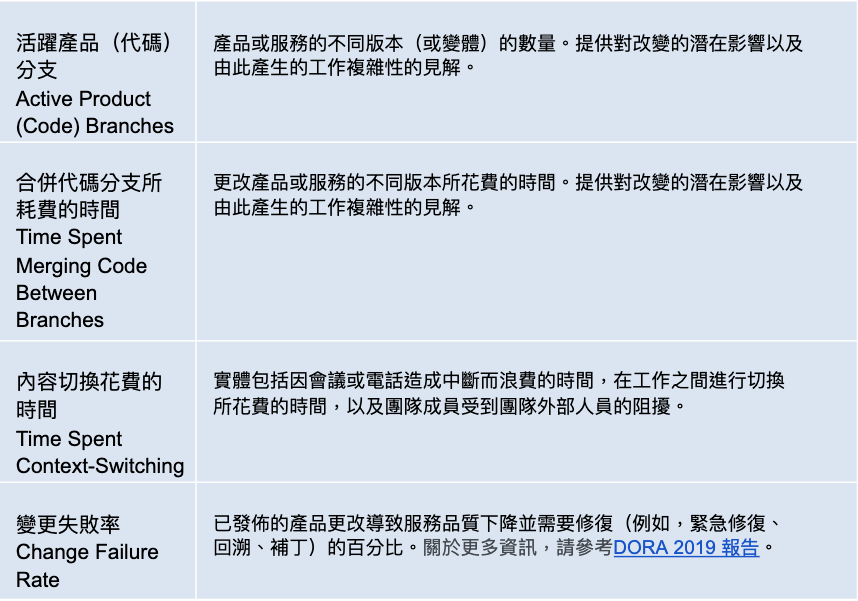 活躍產品（代碼）
分支
Active Product
(Code) Branches
產品或服務的不同版本（或變體）的數量。提供對改變的潛在影響以及
由此產生的工作複雜性的見解。
合併代碼分支所
耗費的時間
Time Spent
Merging Code
Between
Branches
更改產品或服務的不同版本所花費的時間。提供對改變的潛在影響以及
由此產生的工作複雜性的見解。
內容切換花費的
時間
Time Spent
Context-Switching
實體包括因會議或電話造成中斷而浪費的時間，在工作之間進行切換
所花費的時間，以及團隊成員受到團隊外部人員的阻擾。
變更失敗率
Change Failure
Rate
已發佈的產品更改導致服務品質下降並需要修復（例如，緊急修復、
回溯、補丁）的百分比。關於更多資訊，請參考DORA 2019 報告。